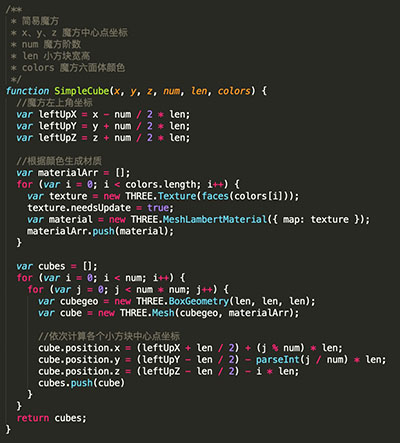 /**
 * 简易魔方
 * x、y、z 魔方中心点坐标
 * num 魔方阶数
 * len 小方块宽高
 * colors 魔方六面体颜色
 */
function SimpleCube(x, y, z, num, len, colors) {
  //魔方左上角坐标
  var leftUpX = x - num / 2 * len;
  var leftUpY = y + num / 2 * len;
  var leftUpZ = z + num / 2 * len;

  //根据颜色生成材质
  var materialArr = [];
  for (var i = 0; i < colors.length; i++) {
    var texture = new THREE.Texture(faces(colors[i]));
    texture.needsUpdate = true;
    var material = new THREE.MeshLambertMaterial({ map: texture });
    materialArr.push(material);
  }

  var cubes = [];
  for (var i = 0; i < num; i++) {
    for (var j = 0; j < num * num; j++) {
      var cubegeo = new THREE.BoxGeometry(len, len, len);
      var cube = new THREE.Mesh(cubegeo, materialArr);

      //依次计算各个小方块中心点坐标
      cube.position.x = (leftUpX + len / 2) + (j % num) * len;
      cube.position.y = (leftUpY - len / 2) - parseInt(j / num) * len;
      cube.position.z = (leftUpZ - len / 2) - i * len;
      cubes.push(cube)
    }
  }
  return cubes;
}